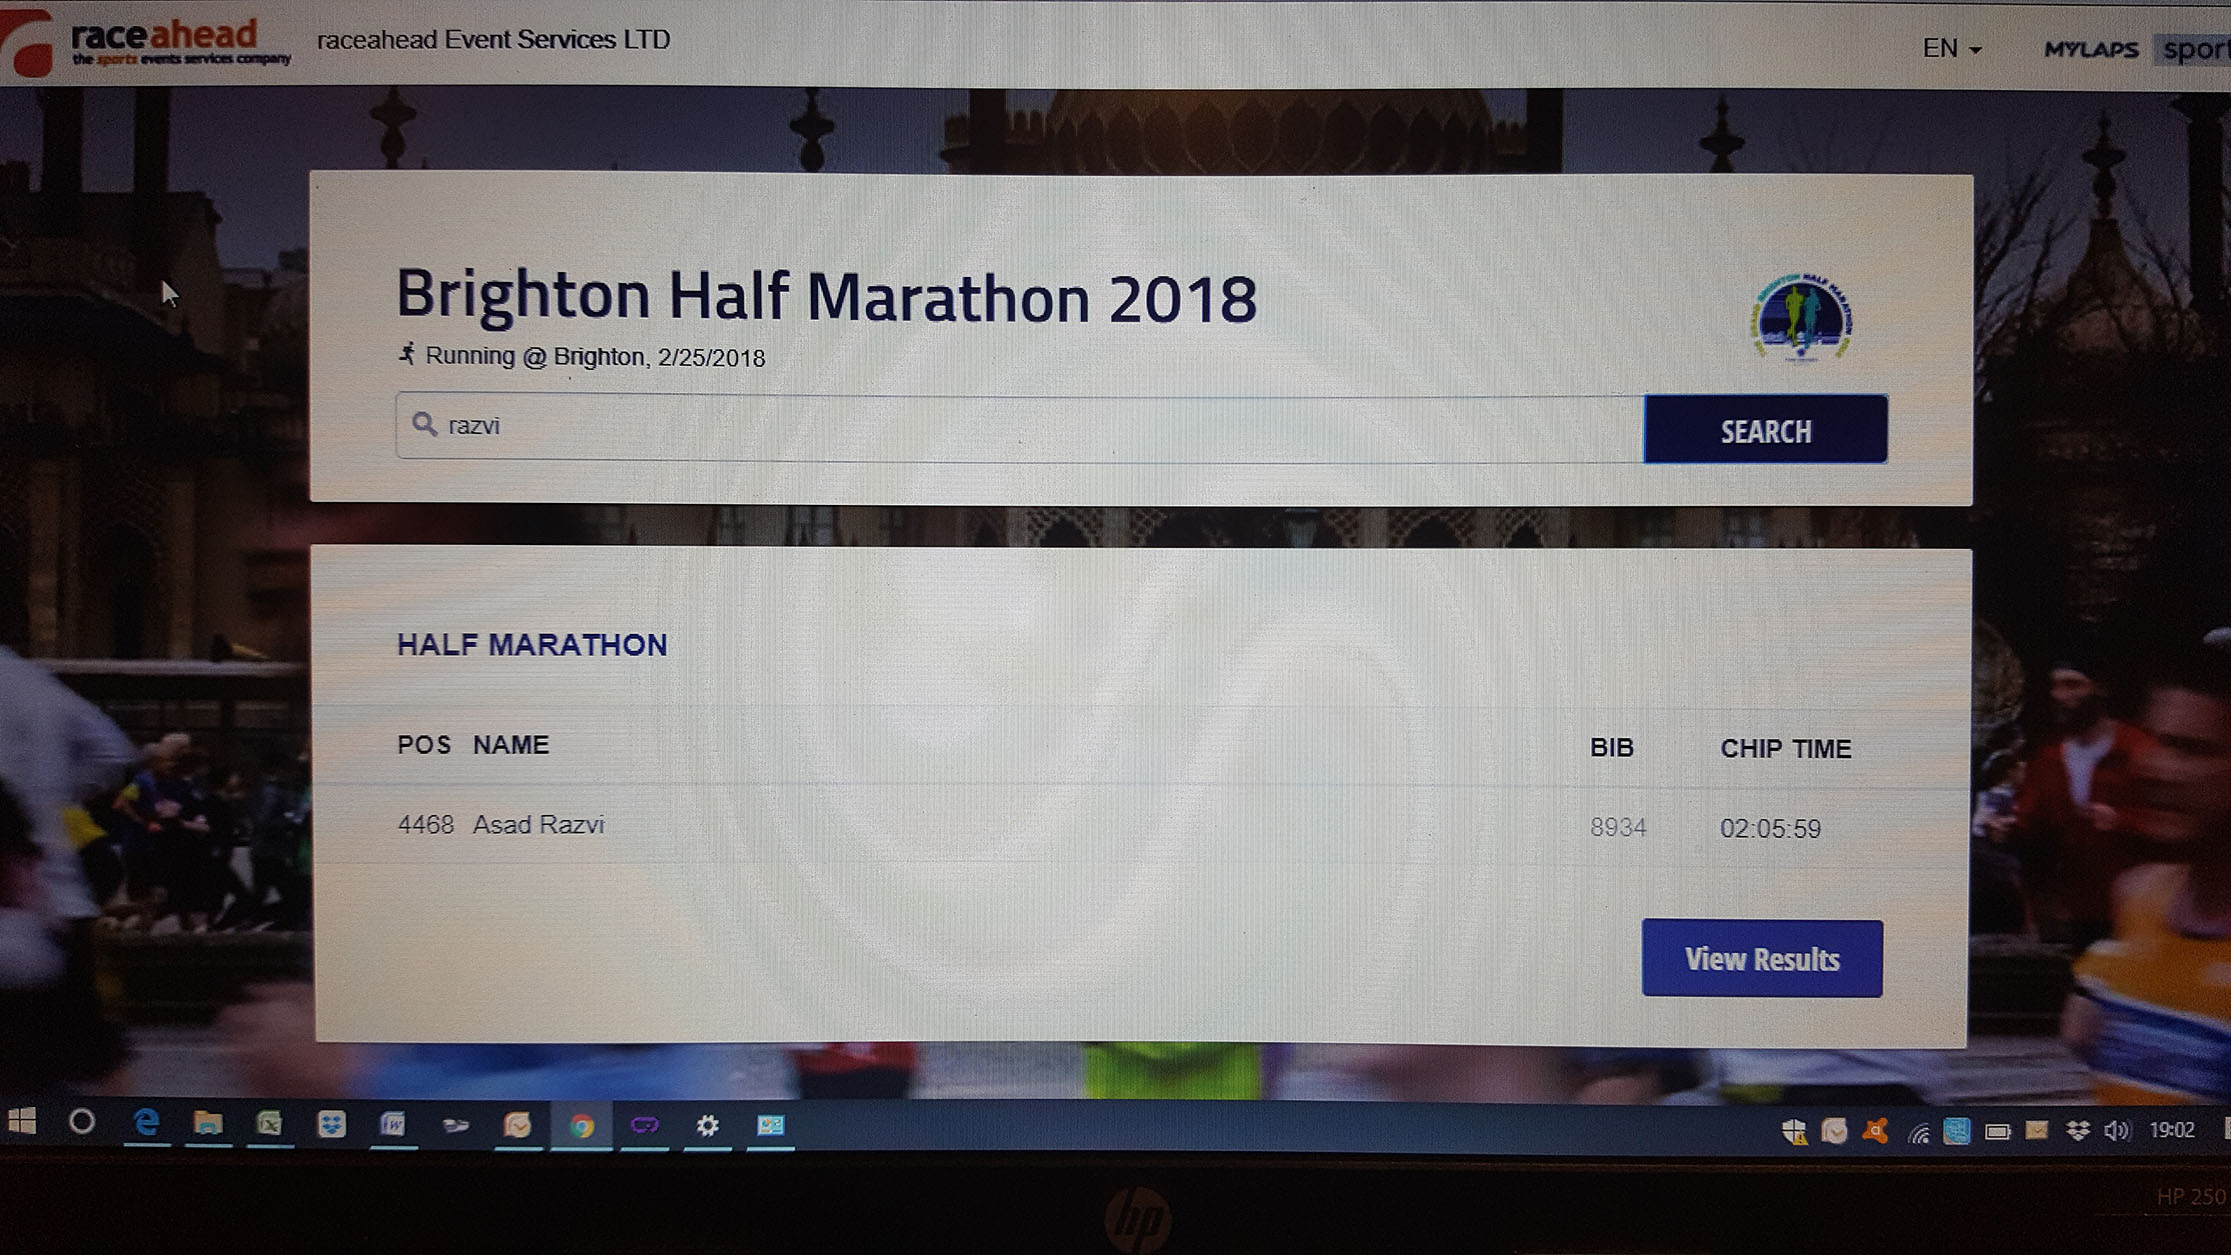 raceahead
the sports events services company
raceahead Event Services LTD
EN
MYLAPS
Brighton Half Marathon 2018
Running @ Brighton, 2/25/2018
razvi
SEARCH
HALF MARATHON
POS NAME BIB CHIP TIME
4468 Asad Razvi 8934 02:05:59
View Results
19:02
hp
HP 250